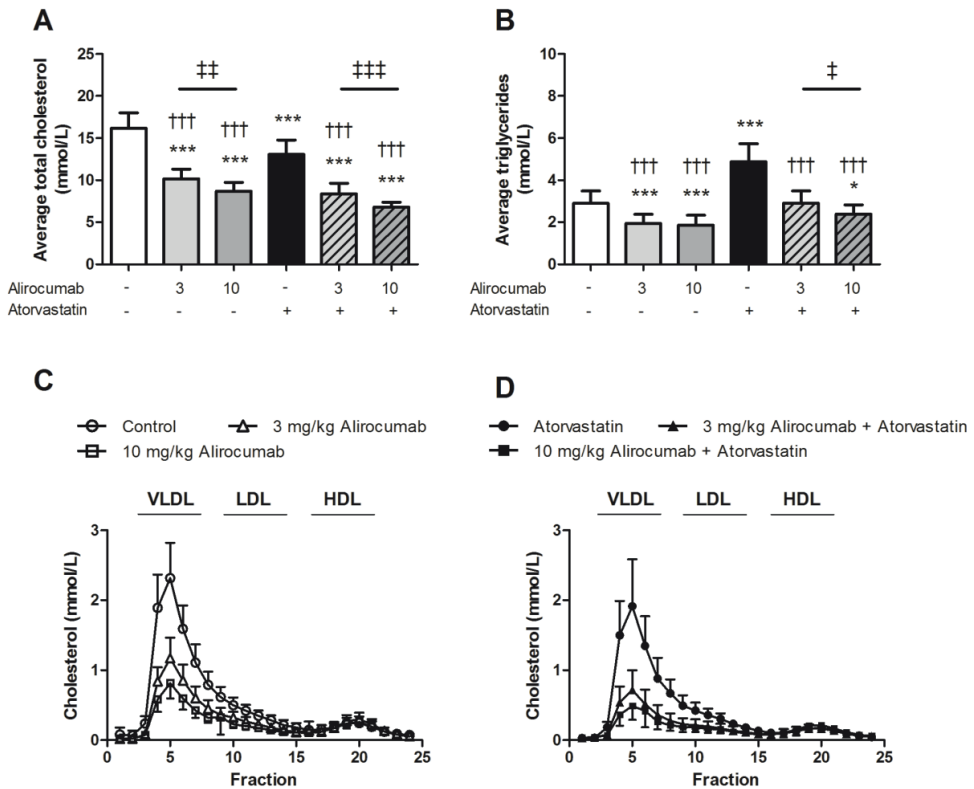 A
Average total cholesterol
(mmol/L)
25
20
15
10
5
0
‡‡
‡‡‡
†††
***
†††
***
***
†††
***
†††
***
Alirocumab - 3 10 - 3 10
Atorvastatin - - - + + +
B
Average triglycerides
(mmol/L)
10
8
6
4
2
0
‡
†††
***
†††
***
***
†††
†††
*
Alirocumab - 3 10 - 3 10
Atorvastatin - - - + + +
C
Control 3 mg/kg Alirocumab
10 mg/kg Alirocumab
VLDL LDL HDL
Cholesterol (mmol/L)
3
2
1
0
0 5 10 15 20 25
Fraction
D
Atorvastatin 3 mg/kg Alirocumab + Atorvastatin
10 mg/kg Alirocumab + Atorvastatin
VLDL LDL HDL
Cholesterol (mmol/L)
3
2
1
0
0 5 10 15 20 25
Fraction